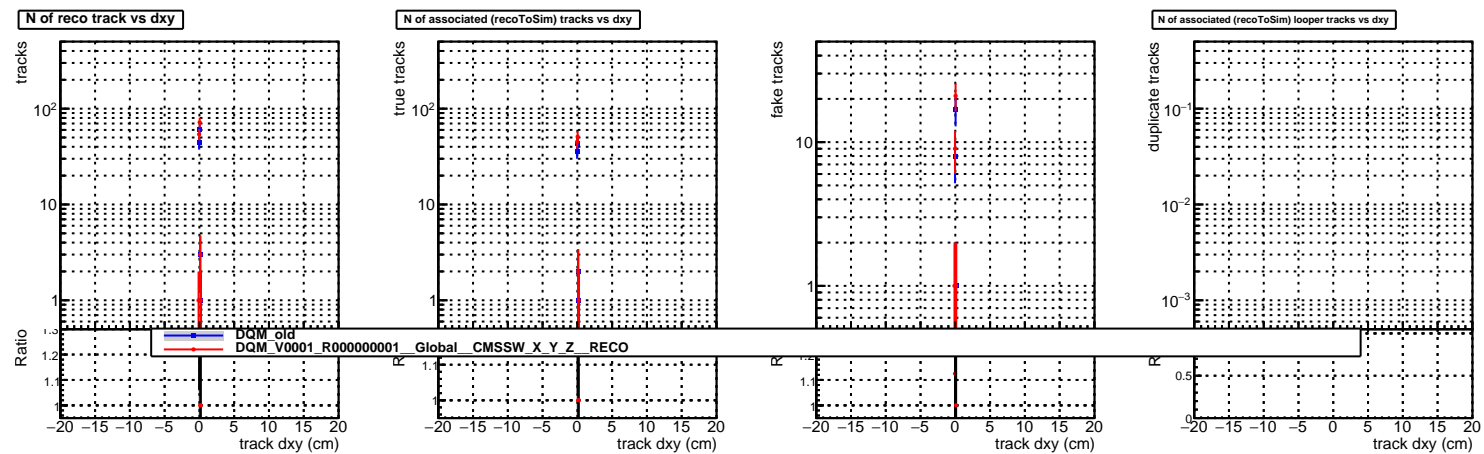 N of reco track vs dxy
N of associated (recoToSim) tracks vs dxy
N of associated (recoToSim) looper tracks vs dxy
tracks
10²
10
1
Ratio
1.2
1.1
1
−20 −15 −10 −5 0 5 10 15 20
track dxy (cm)
true tracks
10²
10
1
1.1
1
−20 −15 −10 −5 0 5 10 15 20
track dxy (cm)
fake tracks
10
1
1.1
1
−20 −15 −10 −5 0 5 10 15 20
track dxy (cm)
duplicate tracks
10⁻¹
10⁻²
10⁻³
0.5
0
−20 −15 −10 −5 0 5 10 15 20
track dxy (cm)
DQM_old
DQM_V0001_R000000001__Global__CMSSW_X_Y_Z__RECO